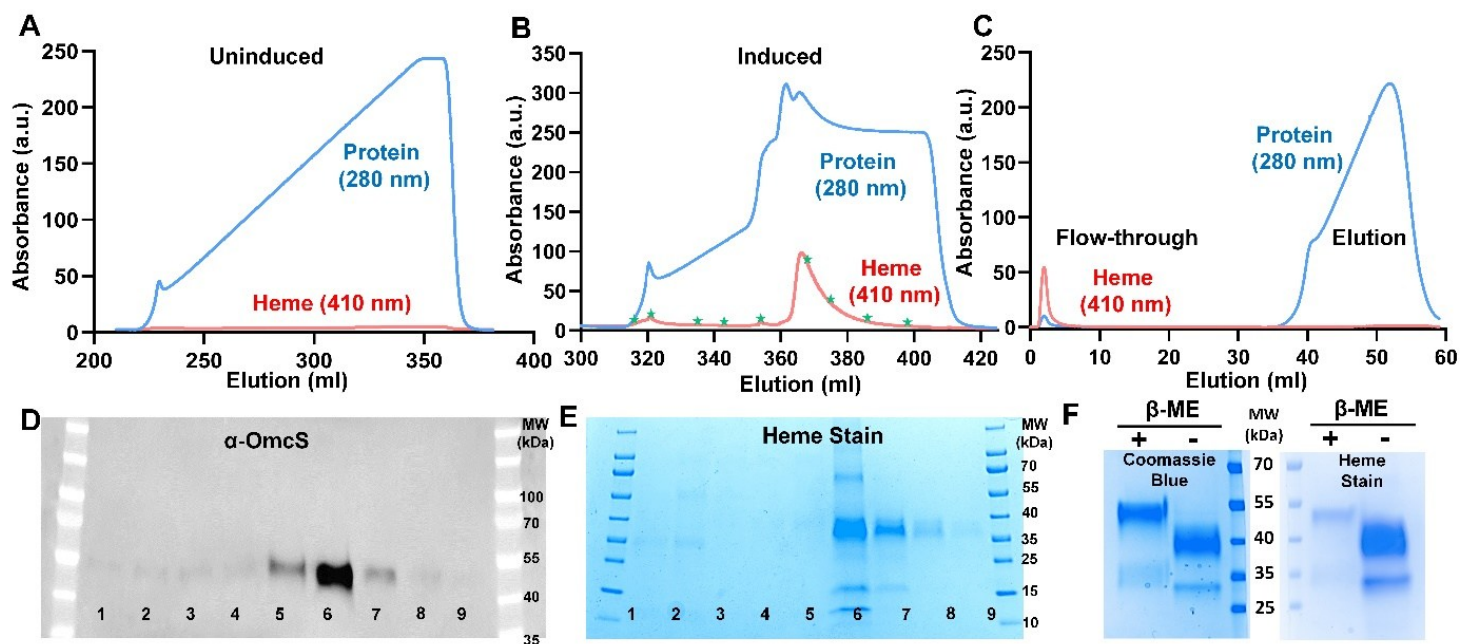 A
Uninduced
Absorbance (a.u.)
250
200
150
100
50
0
Protein
(280 nm)
Heme (410 nm)
200
250
300
350
400
Elution (ml)
B
Induced
Absorbance (a.u.)
350
300
250
200
150
100
50
0
Protein
(280 nm)
Heme
(410 nm)
300
320
340
360
380
400
420
Elution (ml)
C
Absorbance (a.u.)
250
200
150
100
50
0
Protein
(280 nm)
Flow-through
Elution
Heme
(410 nm)
0
10
20
30
40
50
60
Elution (ml)
D
α-OmcS
MW
(kDa)
100
70
55
40
35
1 2 3 4 5 6 7 8 9
E
Heme Stain
MW
(kDa)
70
55
40
35
25
15
10
1 2 3 4 5 6 7 8 9
F
β-ME
+ -
Coomassie
Blue
MW
(kDa)
70
55
40
35
25
β-ME
+ -
Heme
Stain